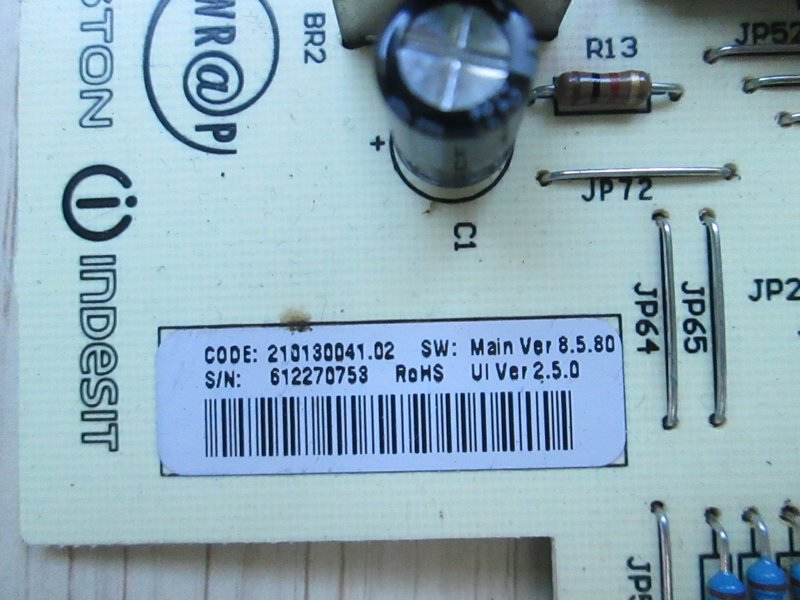 BR2
R13
JP52
STON
WR@P
+
C1
JP72
INDESIT
JP64
JP65
JP2
CODE: 210130041.02 SW: Main Ver 8.5.80
S/N: 612270753 RoHS UI Ver 2.5.0
JP5